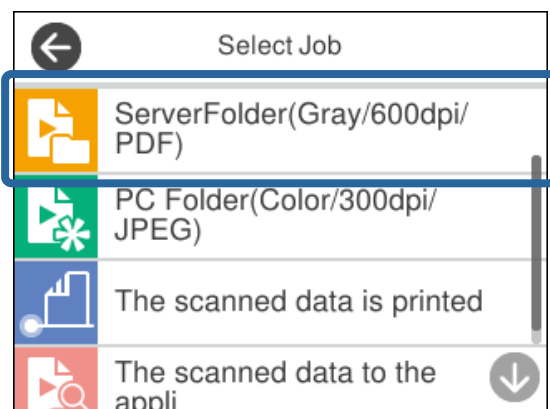 Select Job
ServerFolder(Gray/600dpi/
PDF)
PC Folder(Color/300dpi/
JPEG)
The scanned data is printed
The scanned data to the
appli